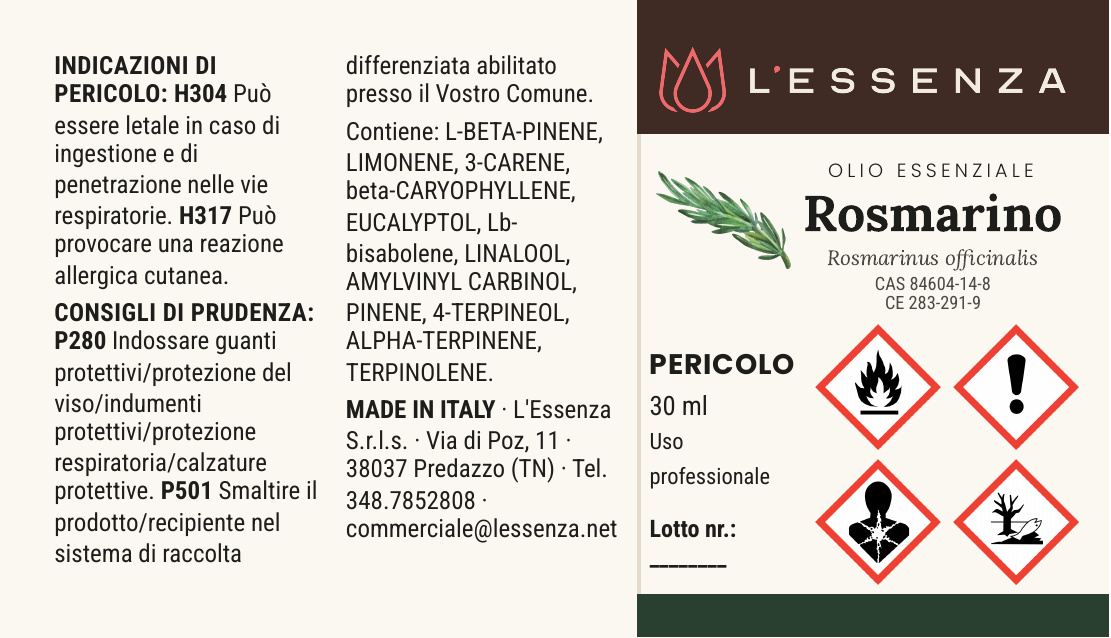 INDICAZIONI DI
PERICOLO: H304 Può
essere letale in caso di
ingestione e di
penetrazione nelle vie
respiratorie. H317 Può
provocare una reazione
allergica cutanea.
CONSIGLI DI PRUDENZA:
P280 Indossare guanti
protettivi/protezione del
viso/indumenti
protettivi/protezione
respiratoria/calzature
protettive. P501 Smaltire il
prodotto/recipiente nel
sistema di raccolta
differenziata abilitato
presso il Vostro Comune.
Contiene: L-BETA-PINENE,
LIMONENE, 3-CARENE,
beta-CARYOPHYLLENE,
EUCALYPTOL, Lb-
bisabolene, LINALOOL,
AMYLVINYL CARBINOL,
PINENE, 4-TERPINEOL,
ALPHA-TERPINENE,
TERPINOLENE.
MADE IN ITALY · L'Essenza
S.r.l.s. · Via di Poz, 11 ·
38037 Predazzo (TN) · Tel.
348.7852808 ·
commerciale@lessenza.net
L'ESSENZA
OLIO ESSENZIALE
Rosmarino
Rosmarinus officinalis
CAS 84604-14-8
CE 283-291-9
PERICOLO
30 ml
Uso
professionale
Lotto nr.:
________